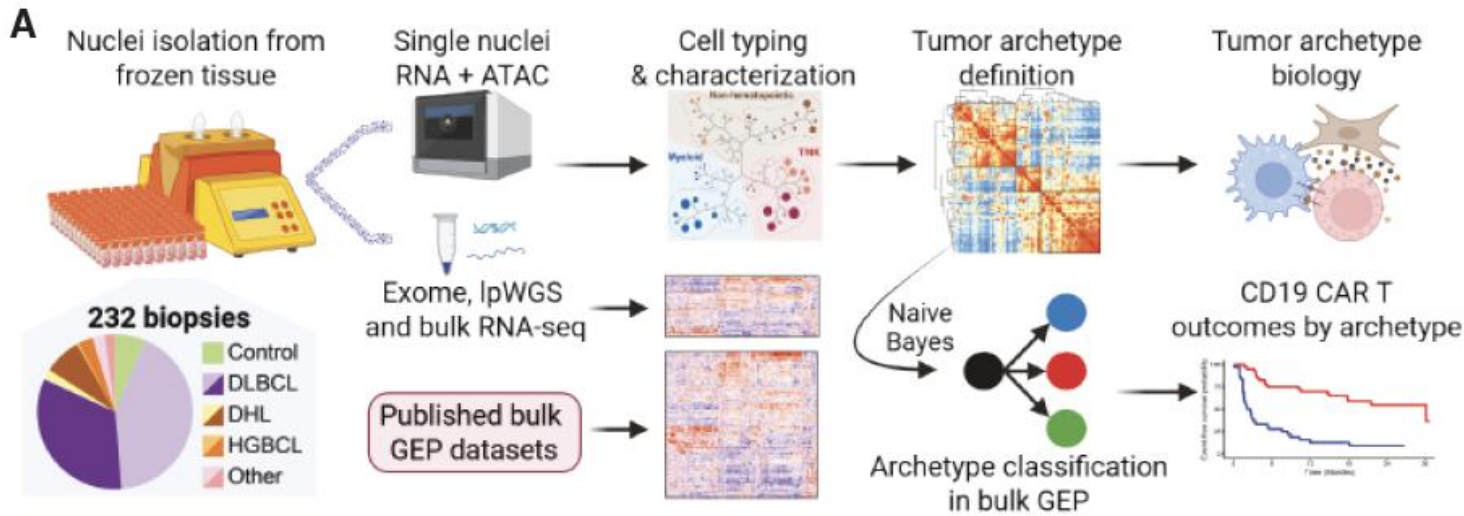 A
Nuclei isolation from
frozen tissue
Single nuclei
RNA + ATAC
Cell typing
& characterization
Tumor archetype
definition
Tumor archetype
biology
Non-hematopoietic
Myeloid
Exome, lpWGS
and bulk RNA-seq
232 biopsies
Control
DLBCL
DHL
HGBCL
Other
Published bulk
GEP datasets
Naive
Bayes
Archetype classification
in bulk GEP
CD19 CAR T
outcomes by archetype
Time (Months)